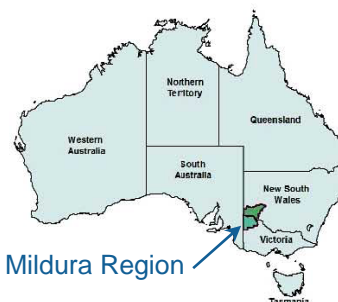 Northern
Territory
Queensland
Western
Australia
South
Australia
New South
Wales
Victoria
Mildura Region
Tasmania